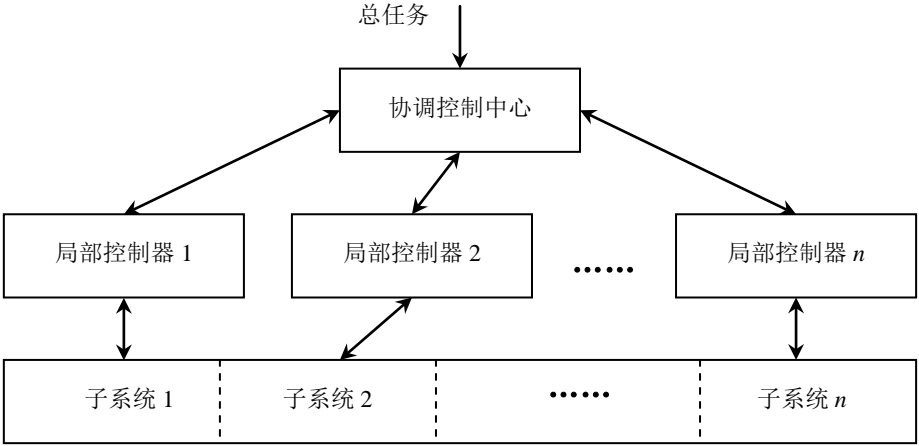 总任务
协调控制中心
局部控制器 1
局部控制器 2
……
局部控制器 n
子系统 1
子系统 2
……
子系统 n